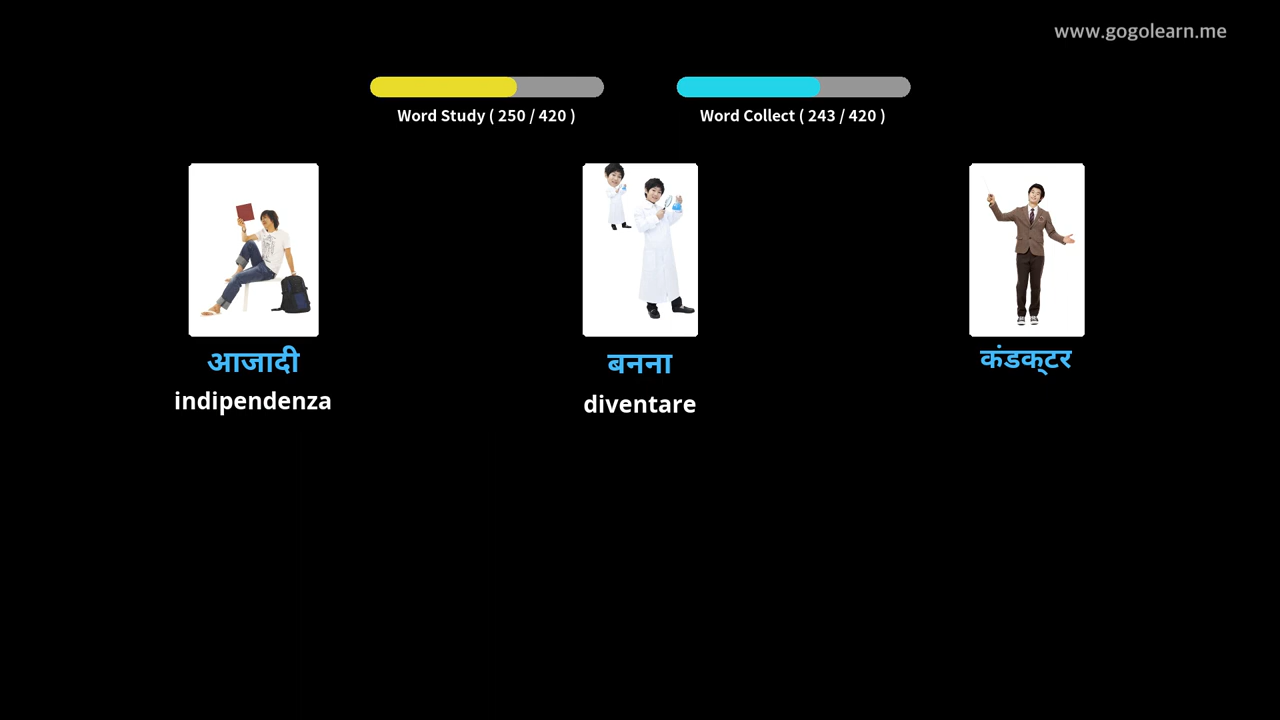 www.gogolearn.me
Word Study ( 250 / 420 )
Word Collect ( 243 / 420 )
आजादी
indipendenza
बनना
diventare
कंडक्टर